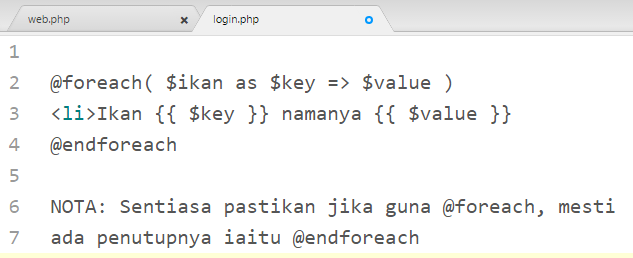 web.php × login.php
1
2 @foreach( $ikan as $key => $value )
3 <li>Ikan {{ $key }} namanya {{ $value }}
4 @endforeach
5
6 NOTA: Sentiasa pastikan jika guna @foreach, mesti
7 ada penutupnya iaitu @endforeach